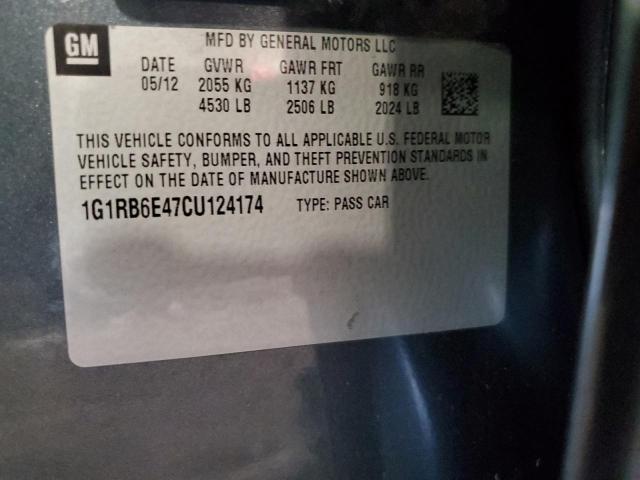 GM
MFD BY GENERAL MOTORS LLC
DATE GVWR GAWR FRT GAWR RR
05/12 2055 KG 1137 KG 918 KG
4530 LB 2506 LB 2024 LB
THIS VEHICLE CONFORMS TO ALL APPLICABLE U.S. FEDERAL MOTOR
VEHICLE SAFETY, BUMPER, AND THEFT PREVENTION STANDARDS IN
EFFECT ON THE DATE OF MANUFACTURE SHOWN ABOVE.
1G1RB6E47CU124174 TYPE: PASS CAR